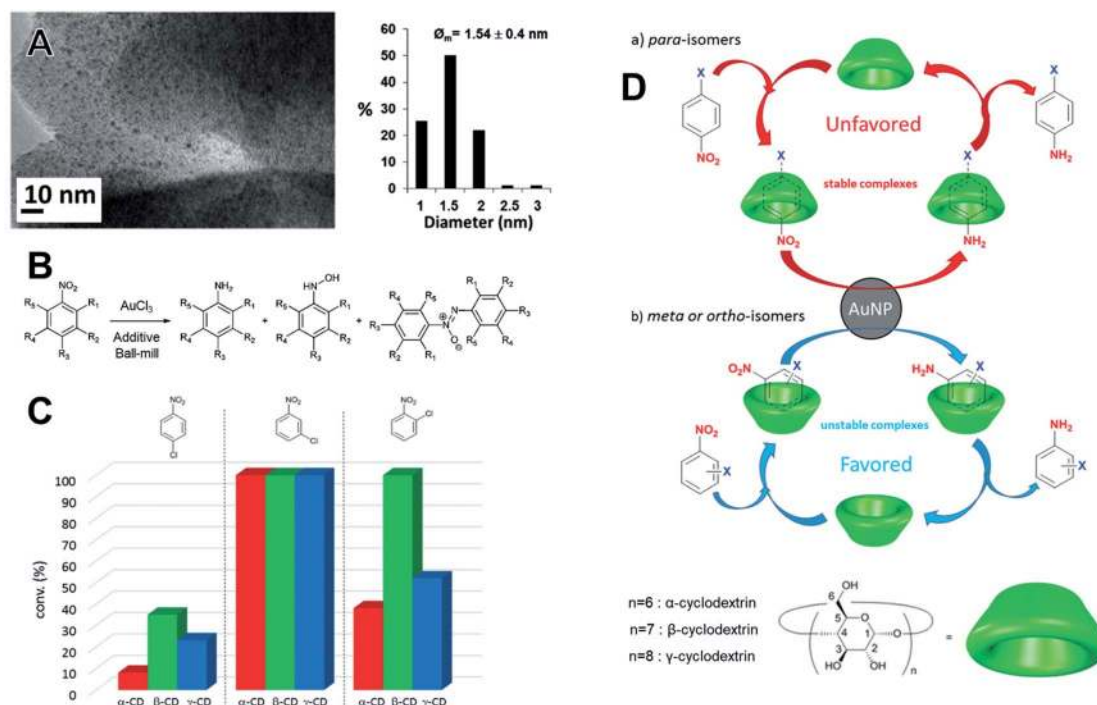 A
10 nm
Øm= 1.54 ± 0.4 nm
%
60
50
40
30
20
10
0
1 1.5 2 2.5 3
Diameter (nm)
B
NO₂
R₅ R₁
R₄ R₂
R₃
AuCl₃
Additive
Ball-mill
NH₂
R₅ R₁
R₄ R₂
R₃
+
HN OH
R₅ R₁
R₄ R₂
R₃
+
R₄ R₅
R₃
R₂ R₁
N⊕ N
O⊖
R₁ R₂
R₃
R₅ R₄
C
NO₂
Cl
NO₂
Cl
NO₂
Cl
conv. (%)
100
90
80
70
60
50
40
30
20
10
0
α-CD β-CD γ-CD α-CD β-CD γ-CD α-CD β-CD γ-CD
D
a) para-isomers
X
NO₂
Unfavored
X
NH₂
X X
stable complexes
NO₂ NH₂
AuNP
b) meta or ortho-isomers
O₂N X H₂N X
unstable complexes
NO₂
X
Favored
NH₂
X
n=6 : α-cyclodextrin
n=7 : β-cyclodextrin
n=8 : γ-cyclodextrin
OH
6
5
4 1 O
3 2
HO OH
n
=